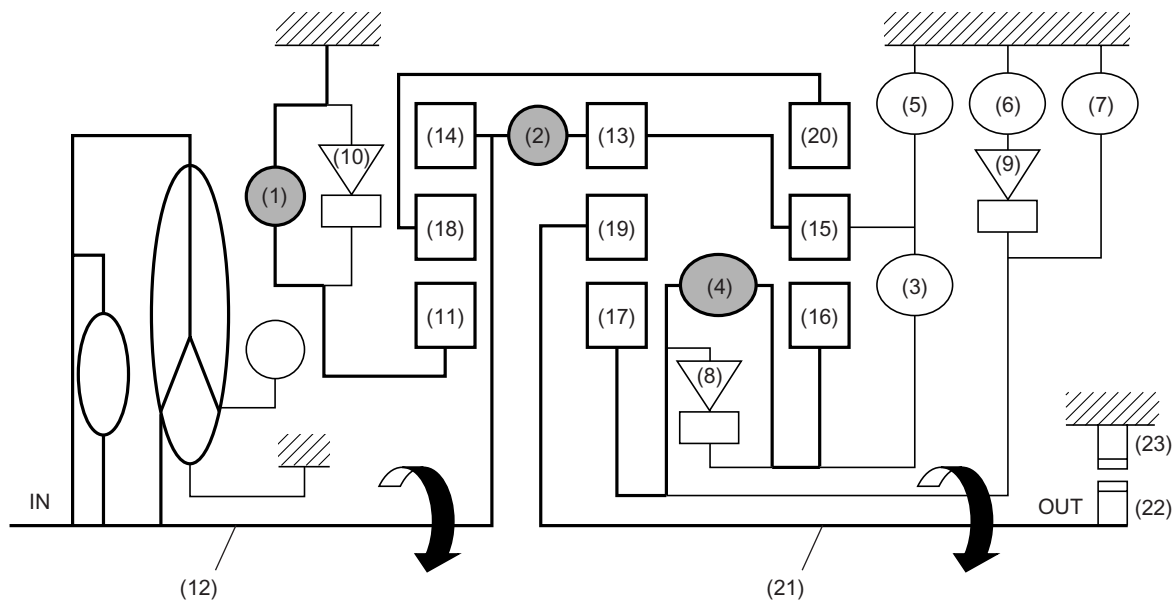 (5) (6) (7)
(14) (2) (13) (20)
(10) (9)
(1)
(18) (19) (15)
(4) (3)
(11) (17) (16)
(8)
(23)
IN OUT (22)
(12) (21)